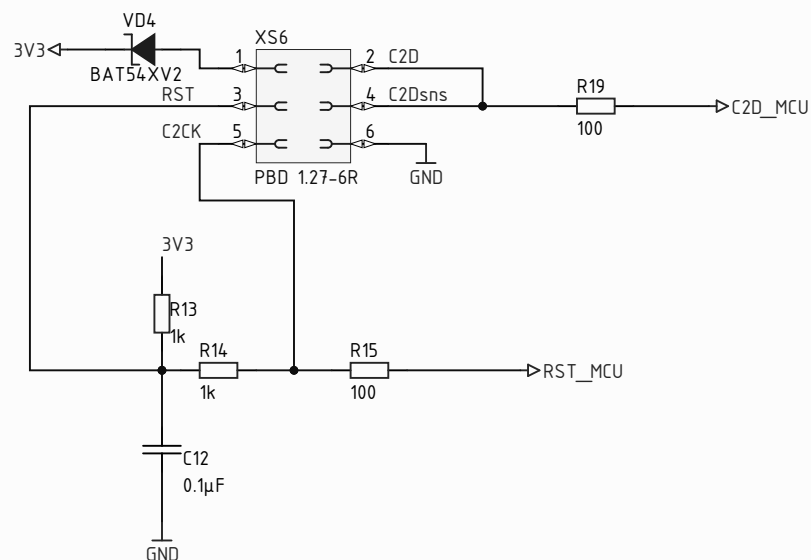 VD4
3V3
BAT54XV2
XS6
1
2
C2D
RST
3
4
C2Dsns
C2CK
5
6
PBD 1.27-6R
GND
R19
100
C2D_MCU
3V3
R13
1k
R14
1k
R15
100
RST_MCU
C12
0.1µF
GND